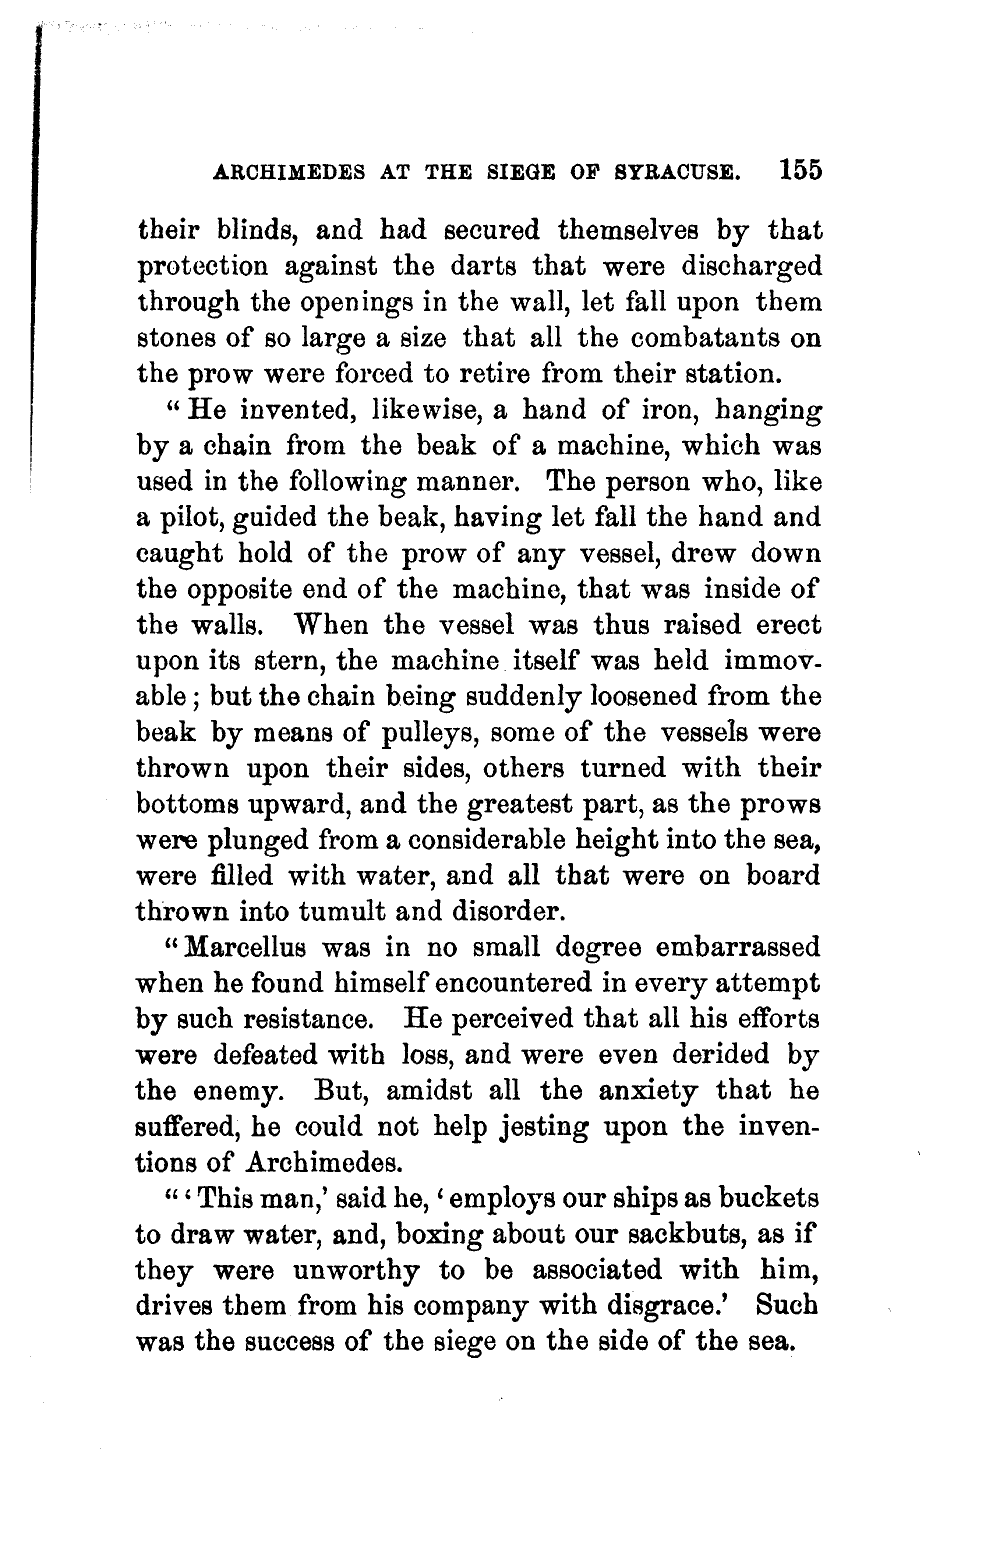 ARCHIMEDES AT THE SIEGE OF SYRACUSE. 155
their blinds, and had secured themselves by that
protection against the darts that were discharged
through the openings in the wall, let fall upon them
stones of so large a size that all the combatants on
the prow were forced to retire from their station.
“He invented, likewise, a hand of iron, hanging
by a chain from the beak of a machine, which was
used in the following manner. The person who, like
a pilot, guided the beak, having let fall the hand and
caught hold of the prow of any vessel, drew down
the opposite end of the machine, that was inside of
the walls. When the vessel was thus raised erect
upon its stern, the machine itself was held immov-
able; but the chain being suddenly loosened from the
beak by means of pulleys, some of the vessels were
thrown upon their sides, others turned with their
bottoms upward, and the greatest part, as the prows
were plunged from a considerable height into the sea,
were filled with water, and all that were on board
thrown into tumult and disorder.
“Marcellus was in no small degree embarrassed
when he found himself encountered in every attempt
by such resistance. He perceived that all his efforts
were defeated with loss, and were even derided by
the enemy. But, amidst all the anxiety that he
suffered, he could not help jesting upon the inven-
tions of Archimedes.
“‘This man,’ said he, ‘employs our ships as buckets
to draw water, and, boxing about our sackbuts, as if
they were unworthy to be associated with him,
drives them from his company with disgrace.’ Such
was the success of the siege on the side of the sea.